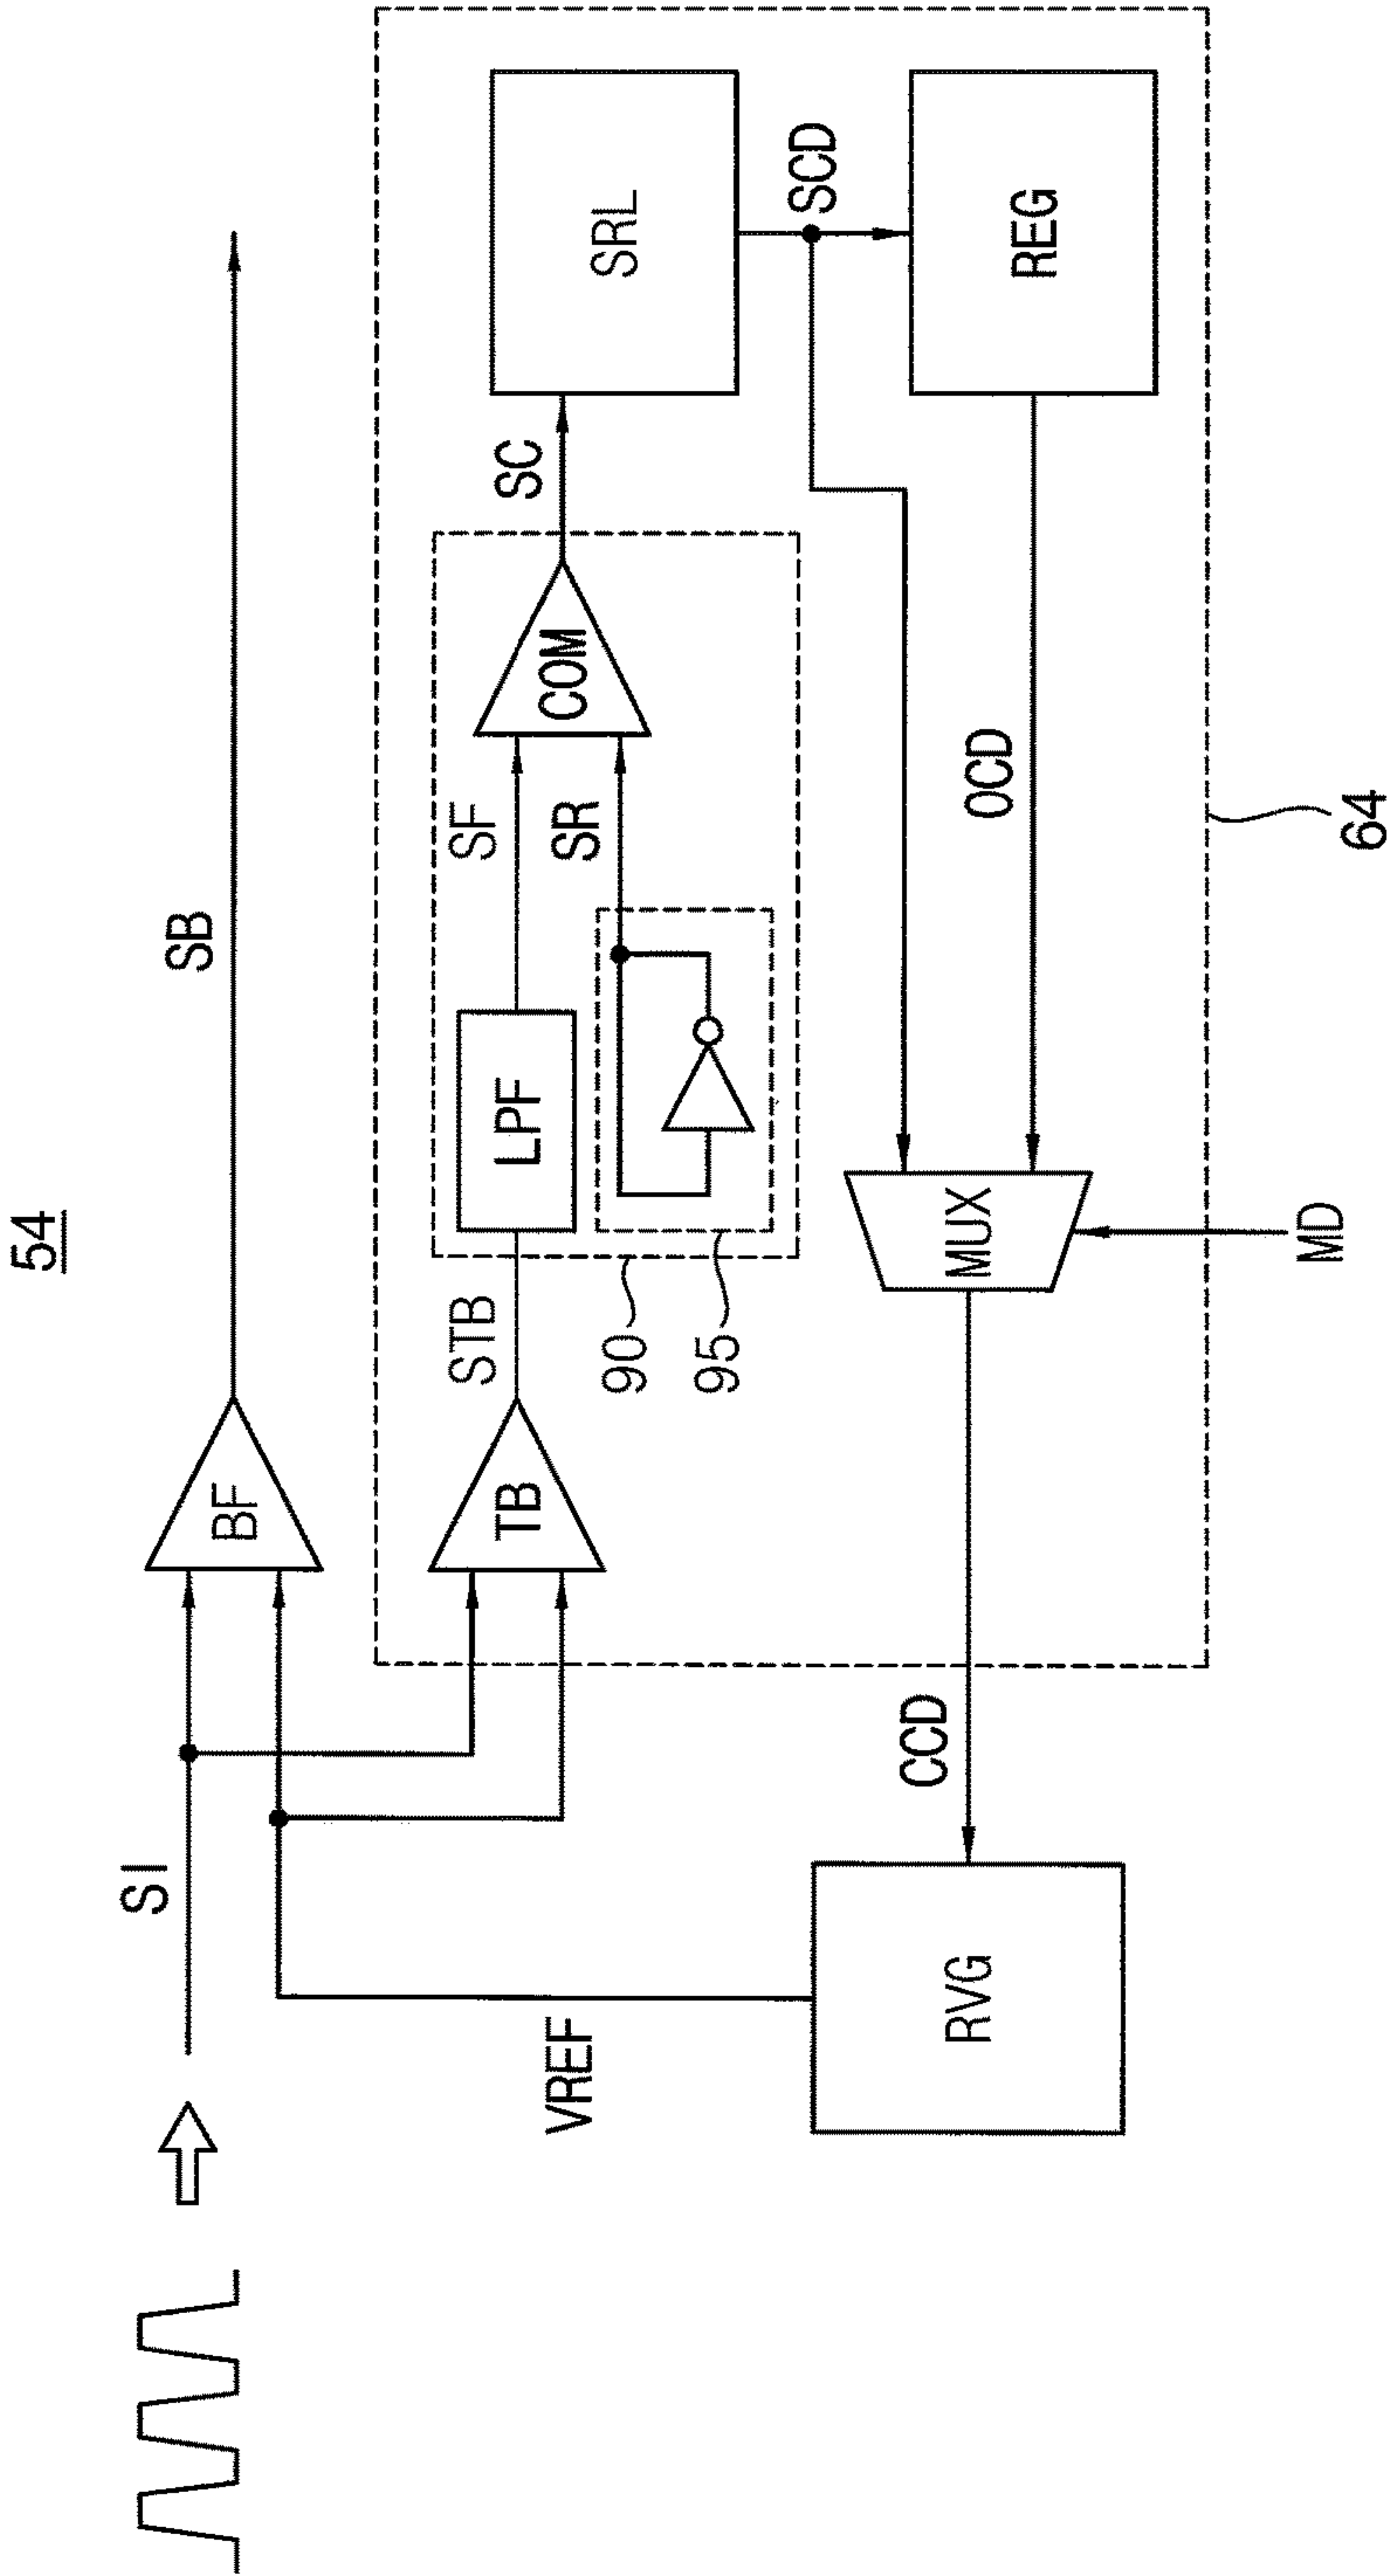 54
SI
SB
BF
VREF
TB
STB
LPF
SF
SR
COM
SC
SRL
90
95
SCD
REG
OCD
MUX
MD
CCD
RVG
64